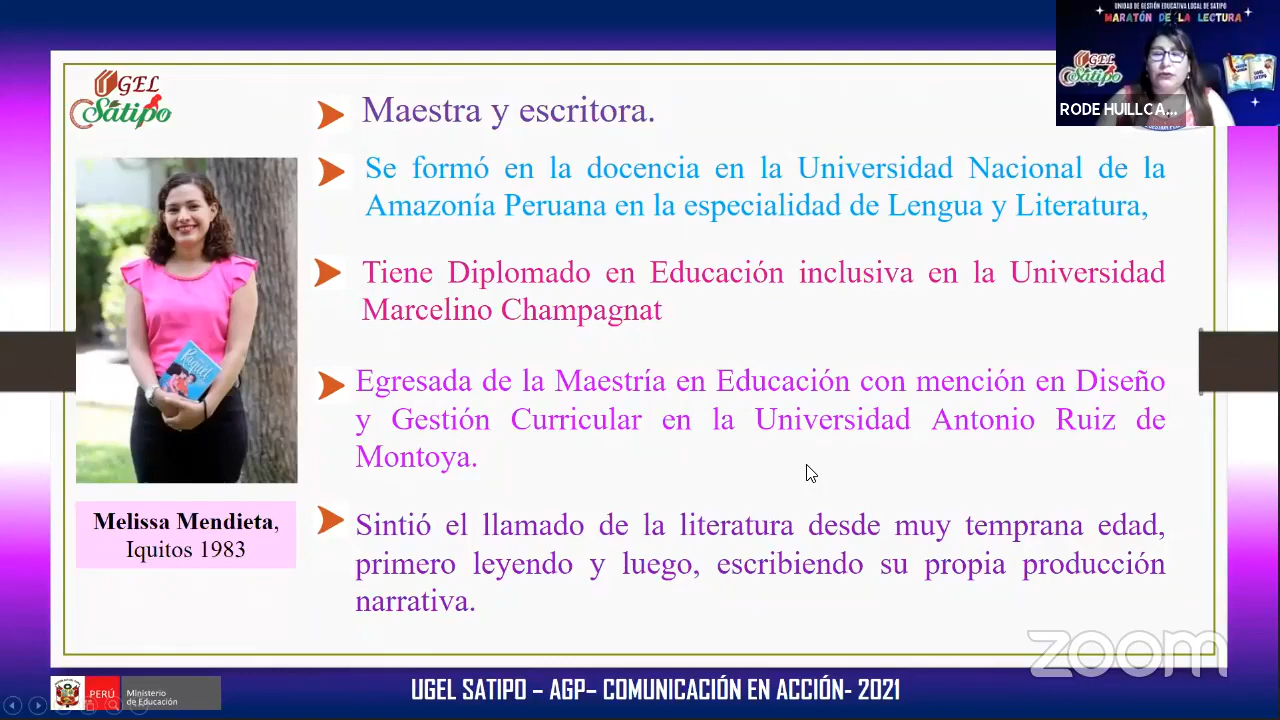 UNIDAD DE GESTIÓN EDUCATIVA LOCAL DE SATIPO
MARATÓN DE LA LECTURA
UGEL
Satipo
RODE HUILLCA...
UGEL
Satipo
Maestra y escritora.
Se formó en la docencia en la Universidad Nacional de la
Amazonía Peruana en la especialidad de Lengua y Literatura,
Tiene Diplomado en Educación inclusiva en la Universidad
Marcelino Champagnat
Egresada de la Maestría en Educación con mención en Diseño
y Gestión Curricular en la Universidad Antonio Ruiz de
Montoya.
Sintió el llamado de la literatura desde muy temprana edad,
primero leyendo y luego, escribiendo su propia producción
narrativa.
Raquel
Melissa Mendieta,
Iquitos 1983
zoom
PERÚ
Ministerio
de Educación
UGEL SATIPO – AGP– COMUNICACIÓN EN ACCIÓN- 2021